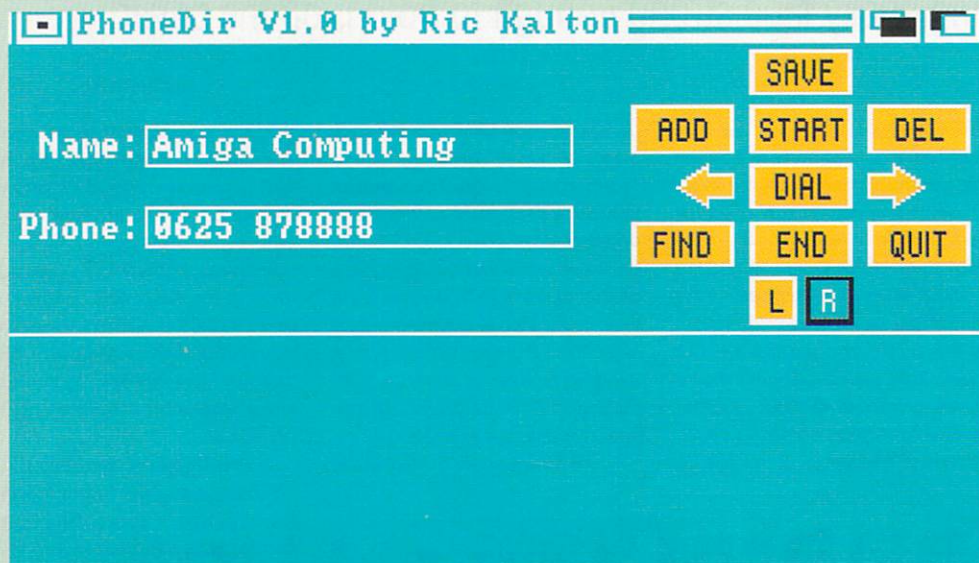 PhoneDir V1.0 by Ric Kalton
SAVE
Name: Amiga Computing
ADD START DEL
DIAL
Phone: 0625 878888
FIND END QUIT
L R